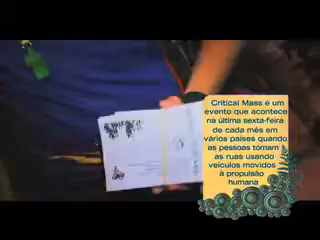 Critical Mass é um
evento que acontece
na última sexta-feira
de cada mês em
vários países quando
as pessoas tomam
as ruas usando
veículos movidos
à propulsão
humana